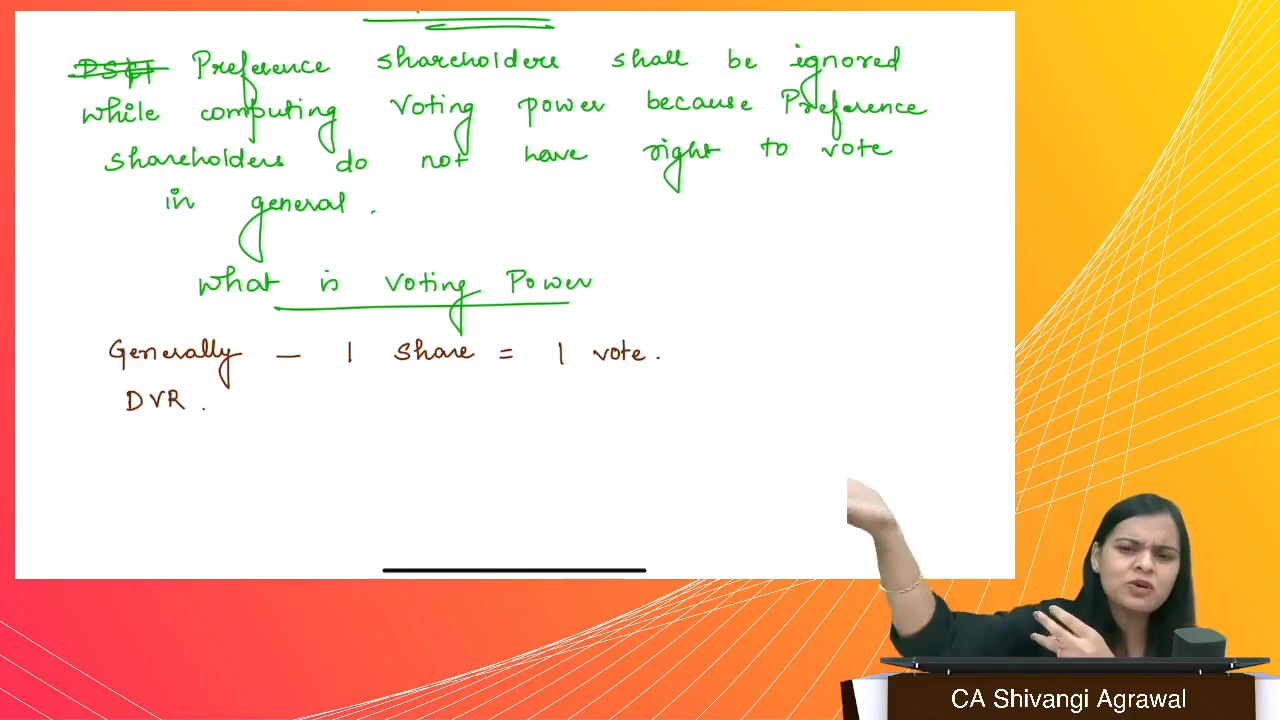 Preference shareholders shall be ignored
while computing Voting power because Preference
shareholders do not have right to vote
in general.
What is Voting Power
Generally – 1 share = 1 vote.
DVR.
CA Shivangi Agrawal